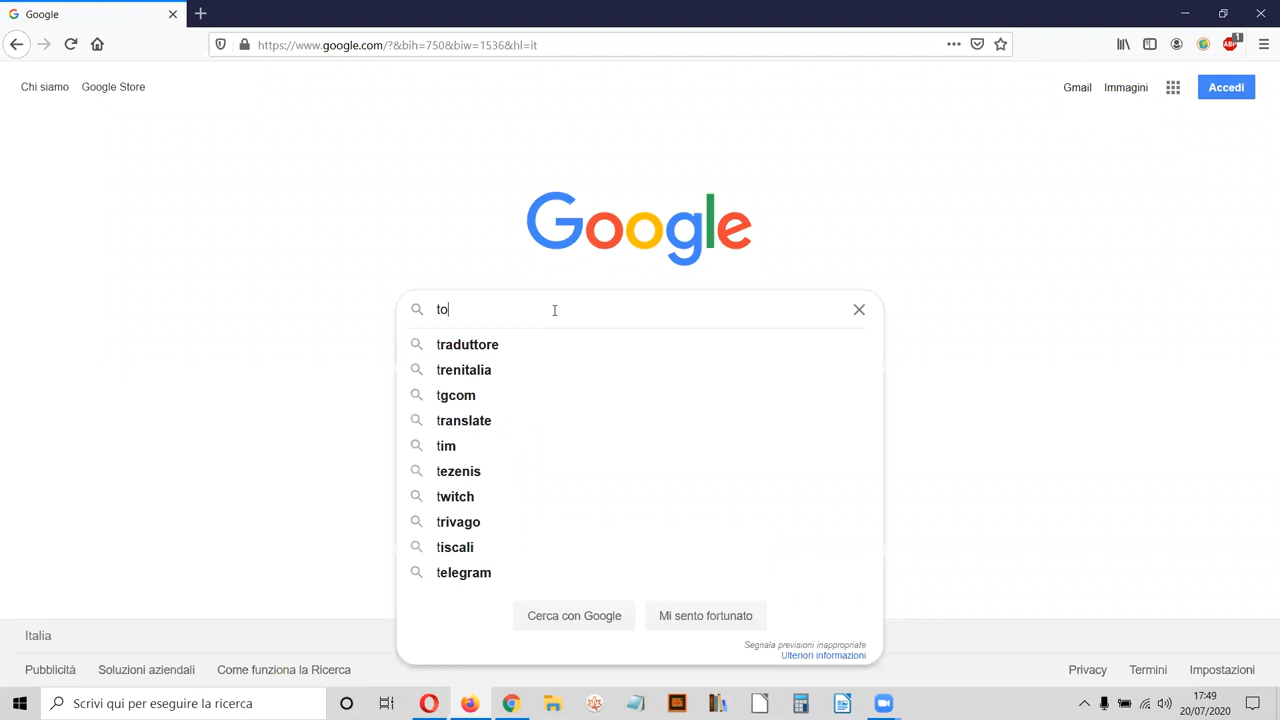 Google
https://www.google.com/?&bih=750&biw=1536&hl=it
ABP 1
Chi siamo Google Store
Gmail Immagini Accedi
Google
to
traduttore
trenitalia
tgcom
translate
tim
tezenis
twitch
trivago
tiscali
telegram
Cerca con Google Mi sento fortunato
Segnala previsioni inappropriate
Ulteriori informazioni
Italia
Pubblicità Soluzioni aziendali Come funziona la Ricerca
Privacy Termini Impostazioni
Scrivi qui per eseguire la ricerca
17:49
20/07/2020